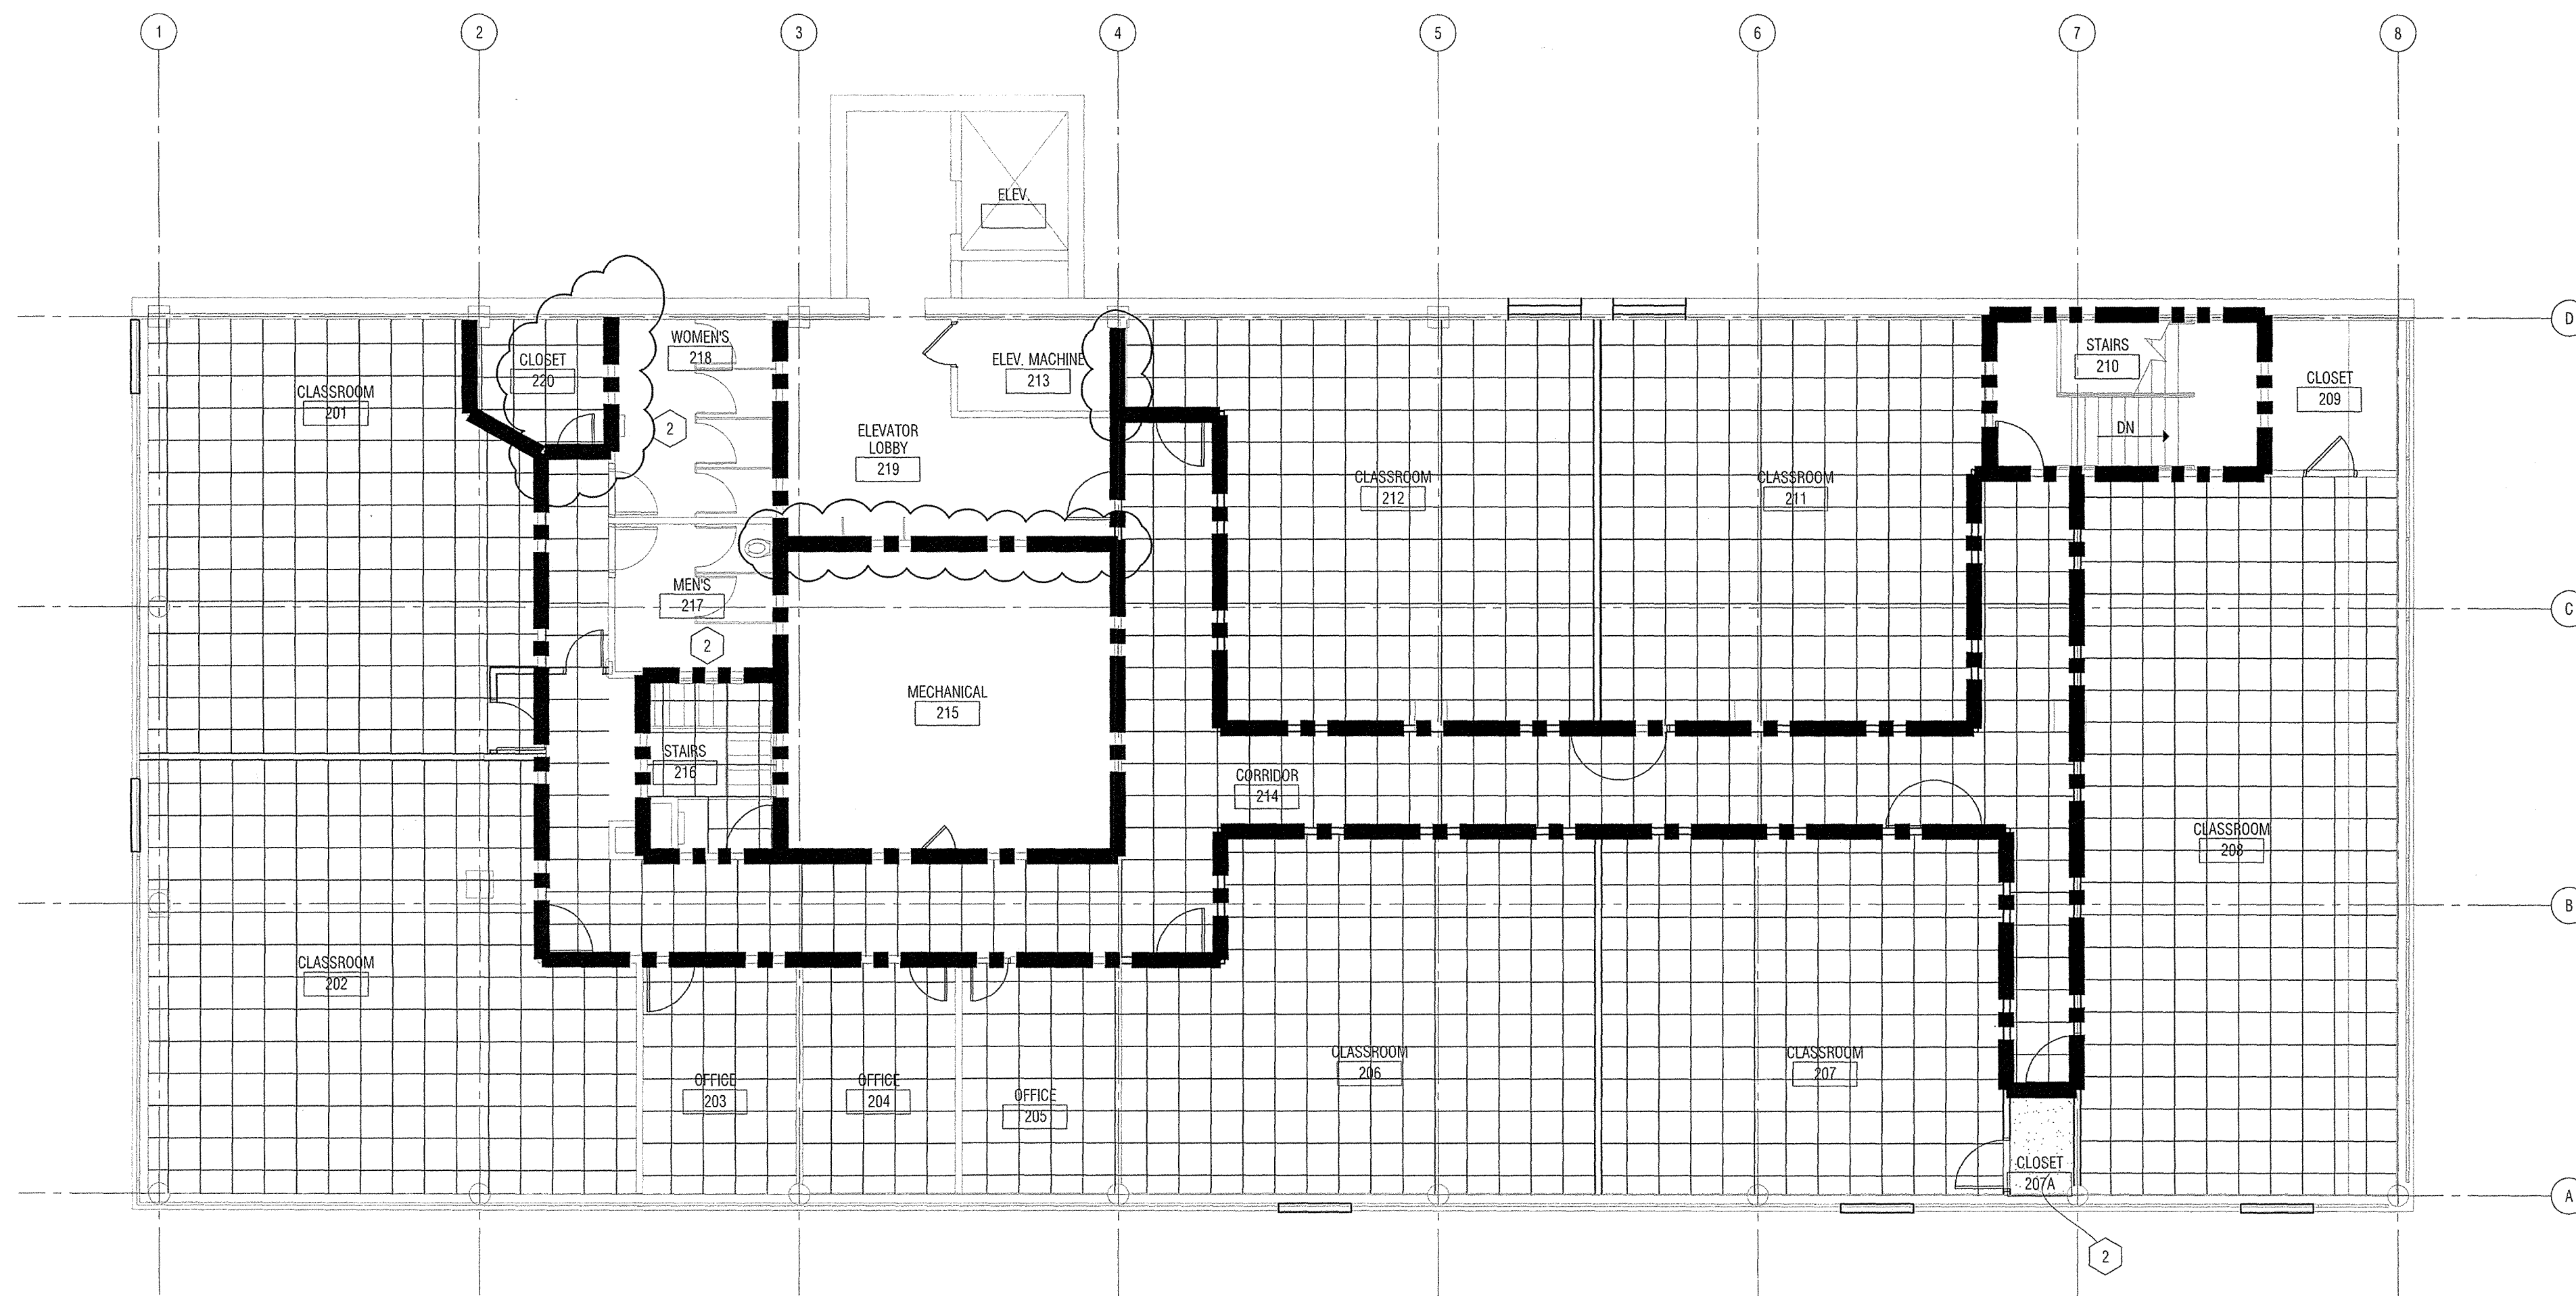 1
2
3
4
5
6
7
8
ELEV.
D
WOMEN'S
218
CLOSET
220
ELEV. MACHINE
213
CLASSROOM
201
2
ELEVATOR
LOBBY
219
STAIRS
210
CLOSET
209
DN
CLASSROOM
212
CLASSROOM
211
MEN'S
217
2
C
MECHANICAL
215
STAIRS
216
CORRIDOR
214
CLASSROOM
208
B
CLASSROOM
202
OFFICE
203
OFFICE
204
OFFICE
205
CLASSROOM
206
CLASSROOM
207
CLOSET
207A
A
2